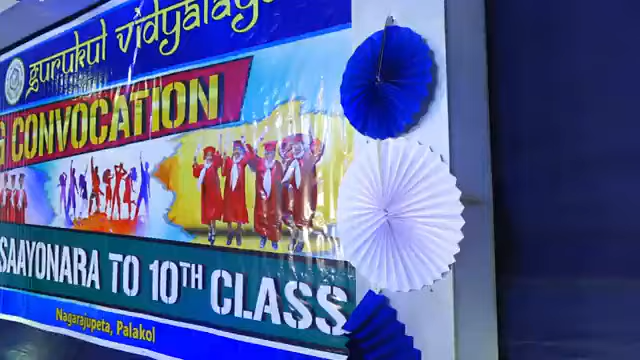 gurukul vidyalaya
CONVOCATION
SAAYONARA TO 10TH CLASS
Nagarajupeta, Palakol